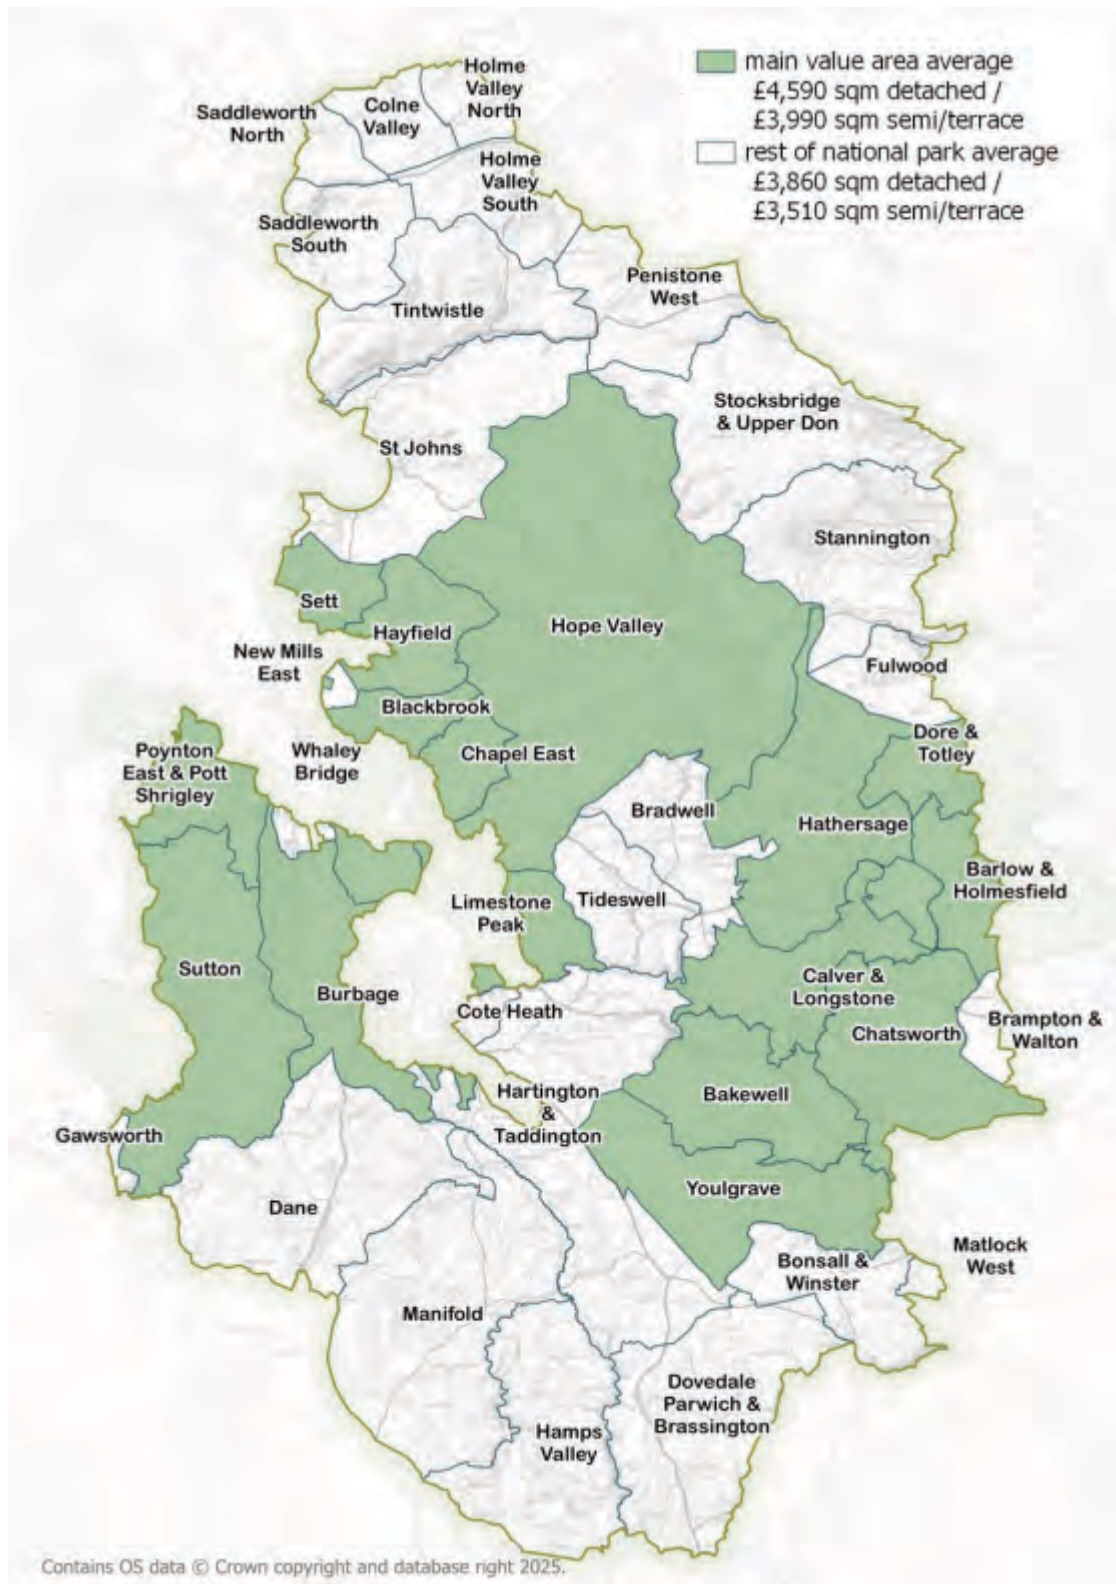 main value area average
£4,590 sqm detached /
£3,990 sqm semi/terrace
rest of national park average
£3,860 sqm detached /
£3,510 sqm semi/terrace
Holme
Valley
North
Colne
Valley
Saddleworth
North
Holme
Valley
South
Saddleworth
South
Penistone
West
Tintwistle
Stocksbridge
& Upper Don
St Johns
Stannington
Sett
Hayfield
Hope Valley
New Mills
East
Fulwood
Blackbrook
Dore &
Totley
Poynton
East & Pott
Shrigley
Whaley
Bridge
Chapel East
Bradwell
Hathersage
Barlow &
Holmesfield
Limestone
Peak
Tideswell
Sutton
Burbage
Calver &
Longstone
Cote Heath
Chatsworth
Brampton &
Walton
Hartington
&
Taddington
Bakewell
Gawsworth
Youlgrave
Dane
Matlock
West
Bonsall &
Winster
Manifold
Dovedale
Parwich &
Brassington
Hamps
Valley
Contains OS data © Crown copyright and database right 2025.